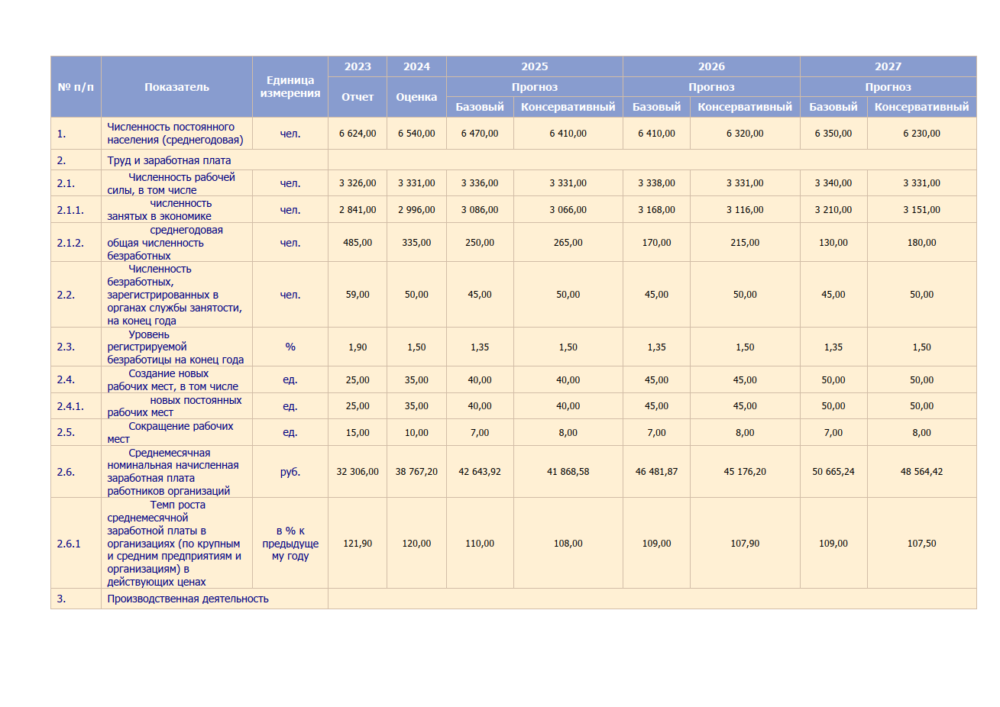 № п/п Показатель Единица измерения 2023 2024 2025 2026 2027
Отчет Оценка Прогноз Прогноз Прогноз
Базовый Консервативный Базовый Консервативный Базовый Консервативный
1. Численность постоянного населения (среднегодовая) чел. 6 624,00 6 540,00 6 470,00 6 410,00 6 410,00 6 320,00 6 350,00 6 230,00
2. Труд и заработная плата
2.1. Численность рабочей силы, в том числе чел. 3 326,00 3 331,00 3 336,00 3 331,00 3 338,00 3 331,00 3 340,00 3 331,00
2.1.1. численность занятых в экономике чел. 2 841,00 2 996,00 3 086,00 3 066,00 3 168,00 3 116,00 3 210,00 3 151,00
2.1.2. среднегодовая общая численность безработных чел. 485,00 335,00 250,00 265,00 170,00 215,00 130,00 180,00
2.2. Численность безработных, зарегистрированных в органах службы занятости, на конец года чел. 59,00 50,00 45,00 50,00 45,00 50,00 45,00 50,00
2.3. Уровень регистрируемой безработицы на конец года % 1,90 1,50 1,35 1,50 1,35 1,50 1,35 1,50
2.4. Создание новых рабочих мест, в том числе ед. 25,00 35,00 40,00 40,00 45,00 45,00 50,00 50,00
2.4.1. новых постоянных рабочих мест ед. 25,00 35,00 40,00 40,00 45,00 45,00 50,00 50,00
2.5. Сокращение рабочих мест ед. 15,00 10,00 7,00 8,00 7,00 8,00 7,00 8,00
2.6. Среднемесячная номинальная начисленная заработная плата работников организаций руб. 32 306,00 38 767,20 42 643,92 41 868,58 46 481,87 45 176,20 50 665,24 48 564,42
2.6.1 Темп роста среднемесячной заработной платы в организациях (по крупным и средним предприятиям и организациям) в действующих ценах в % к предыдуще му году 121,90 120,00 110,00 108,00 109,00 107,90 109,00 107,50
3. Производственная деятельность